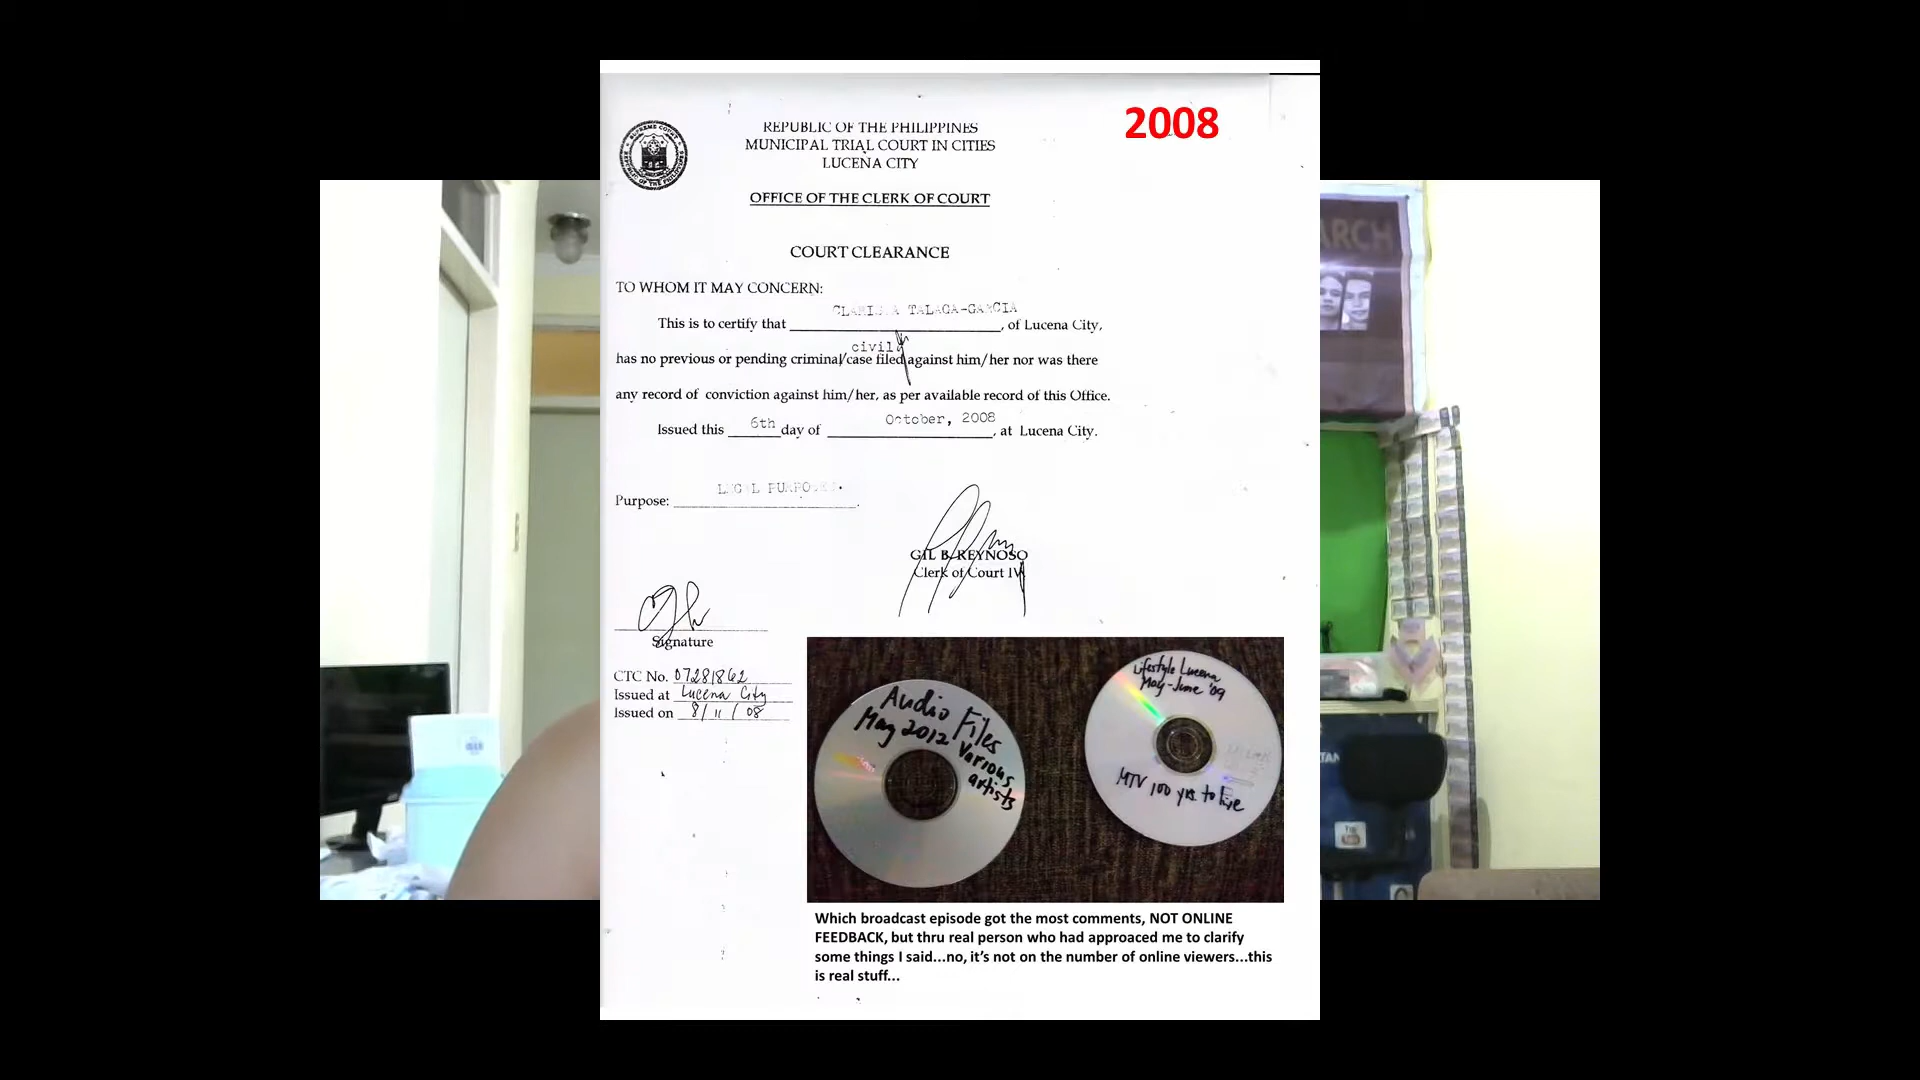 2008
REPUBLIC OF THE PHILIPPINES
MUNICIPAL TRIAL COURT IN CITIES
LUCENA CITY
OFFICE OF THE CLERK OF COURT
COURT CLEARANCE
TO WHOM IT MAY CONCERN:
CLARISSA TALAGA-GARCIA
This is to certify that , of Lucena City,
civil
has no previous or pending criminal/case filed against him/her nor was there
any record of conviction against him/her, as per available record of this Office.
6th October, 2008
Issued this day of , at Lucena City.
LEGAL PURPOSES.
Purpose: .
GIL B. REYNOSO
Clerk of Court IV
Signature
CTC No. 07281862
Issued at Lucena City
Issued on 8/11/08
Audio Files
May 2012 Various
artists
Lifestyle Lucena
May-June '09
MTV 100 yrs. to live
Which broadcast episode got the most comments, NOT ONLINE
FEEDBACK, but thru real person who had approaced me to clarify
some things I said...no, it's not on the number of online viewers...this
is real stuff...
ARCH